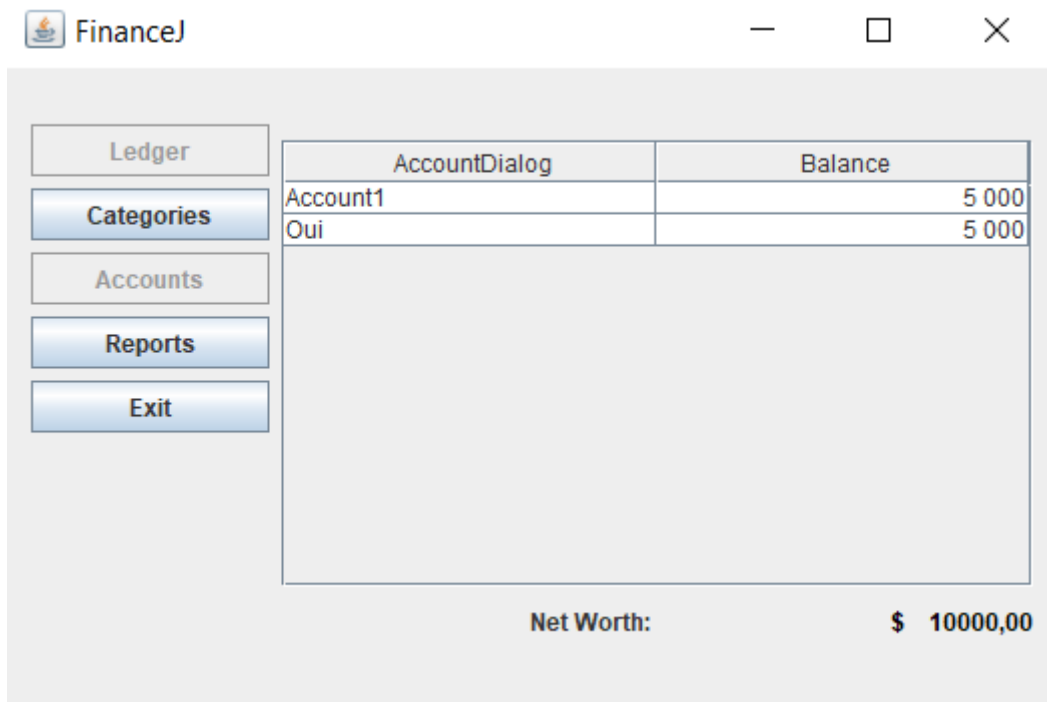 FinanceJ
Ledger
Categories
Accounts
Reports
Exit
AccountDialog Balance
Account1 5 000
Oui 5 000
Net Worth: $ 10000,00